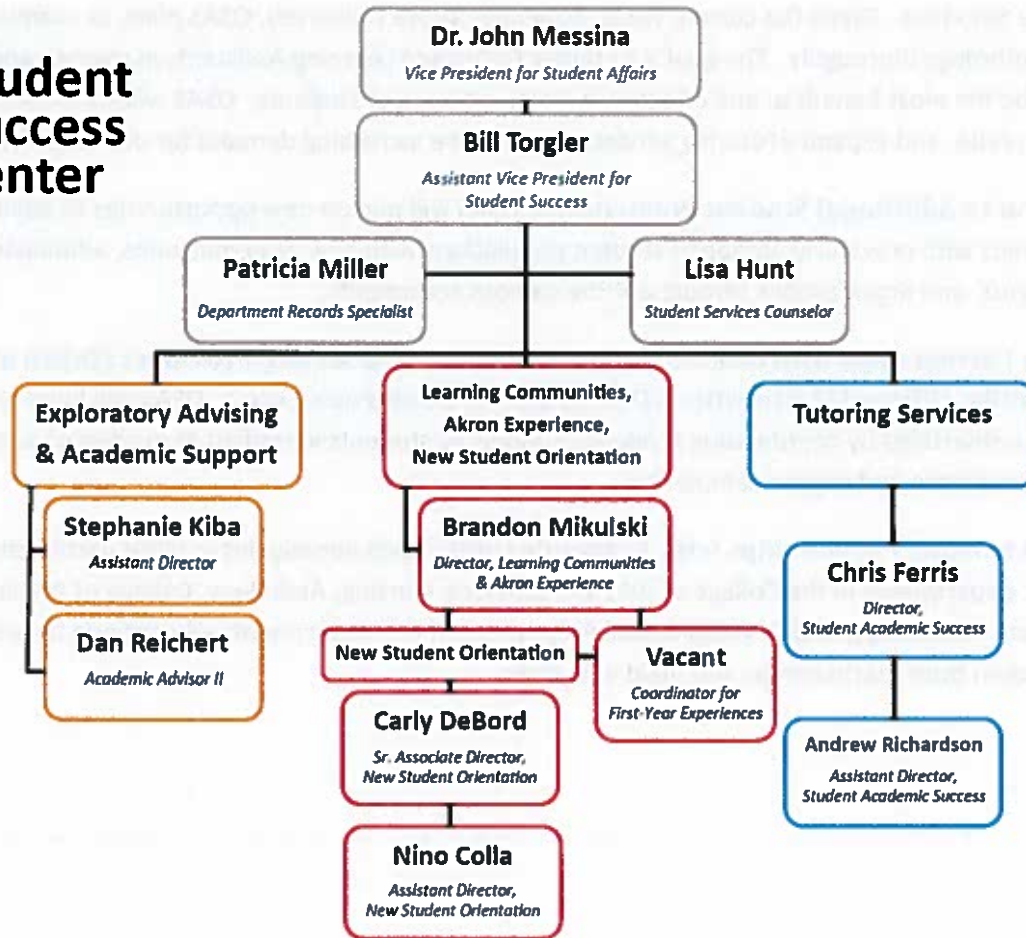 udent
uccess
enter
Dr. John Messina
Vice President for Student Affairs
Bill Torgler
Assistant Vice President for
Student Success
Patricia Miller
Department Records Specialist
Lisa Hunt
Student Services Counselor
Exploratory Advising
& Academic Support
Stephanie Kiba
Assistant Director
Dan Reichert
Academic Advisor II
Learning Communities,
Akron Experience,
New Student Orientation
Brandon Mikulski
Director, Learning Communities
& Akron Experience
New Student Orientation
Vacant
Coordinator for
First-Year Experiences
Carly DeBord
Sr. Associate Director,
New Student Orientation
Nino Colla
Assistant Director,
New Student Orientation
Tutoring Services
Chris Ferris
Director,
Student Academic Success
Andrew Richardson
Assistant Director,
Student Academic Success